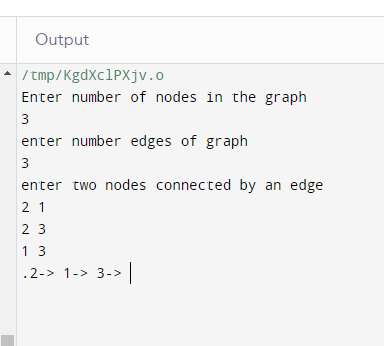 Output
/tmp/KgdXclPXjv.o
Enter number of nodes in the graph
3
enter number edges of graph
3
enter two nodes connected by an edge
2 1
2 3
1 3
.2-> 1-> 3->